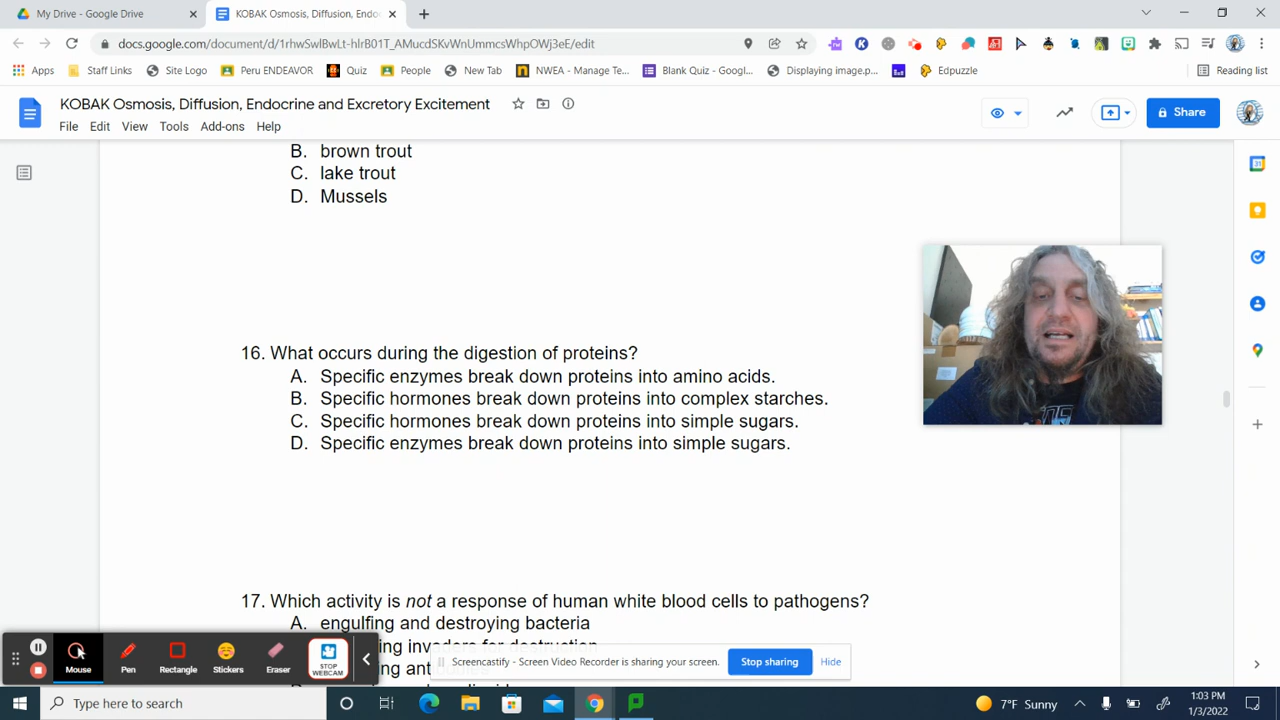 My Drive - Google Drive
KOBAK Osmosis, Diffusion, Endo
docs.google.com/document/d/1rhwSwlBwLt-hlrB01T_AMucdSKvWnUmmcsWhpOWj3eE/edit
Apps Staff Links Site Logo Peru ENDEAVOR Quiz People New Tab NWEA - Manage Te... Blank Quiz - Googl... Displaying image.p... Edpuzzle Reading list
KOBAK Osmosis, Diffusion, Endocrine and Excretory Excitement
File Edit View Tools Add-ons Help
Share
B. brown trout
C. lake trout
D. Mussels
16. What occurs during the digestion of proteins?
A. Specific enzymes break down proteins into amino acids.
B. Specific hormones break down proteins into complex starches.
C. Specific hormones break down proteins into simple sugars.
D. Specific enzymes break down proteins into simple sugars.
17. Which activity is not a response of human white blood cells to pathogens?
A. engulfing and destroying bacteria
Mouse Pen Rectangle Stickers Eraser STOP WEBCAM
Screencastify - Screen Video Recorder is sharing your screen. Stop sharing Hide
Type here to search
7°F Sunny
1:03 PM
1/3/2022